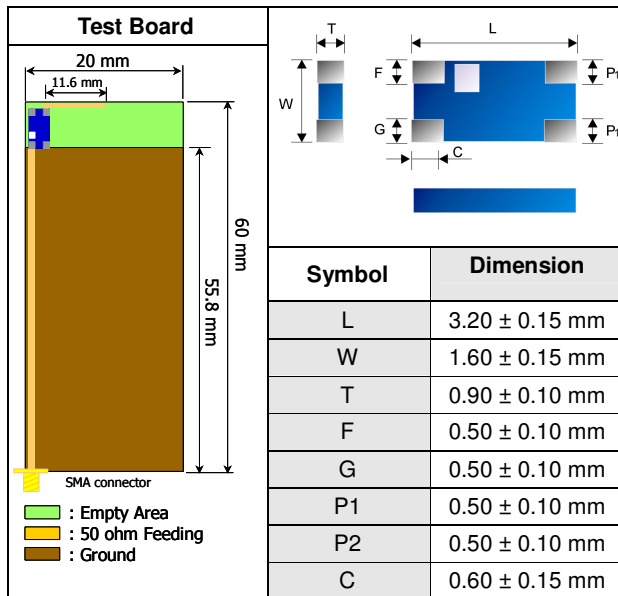 Test Board
20 mm
11.6 mm
60 mm
55.8 mm
SMA connector
: Empty Area
: 50 ohm Feeding
: Ground
T
L
F
W
G
C
Symbol Dimension
L 3.20 ± 0.15 mm
W 1.60 ± 0.15 mm
T 0.90 ± 0.10 mm
F 0.50 ± 0.10 mm
G 0.50 ± 0.10 mm
P1 0.50 ± 0.10 mm
P2 0.50 ± 0.10 mm
C 0.60 ± 0.15 mm